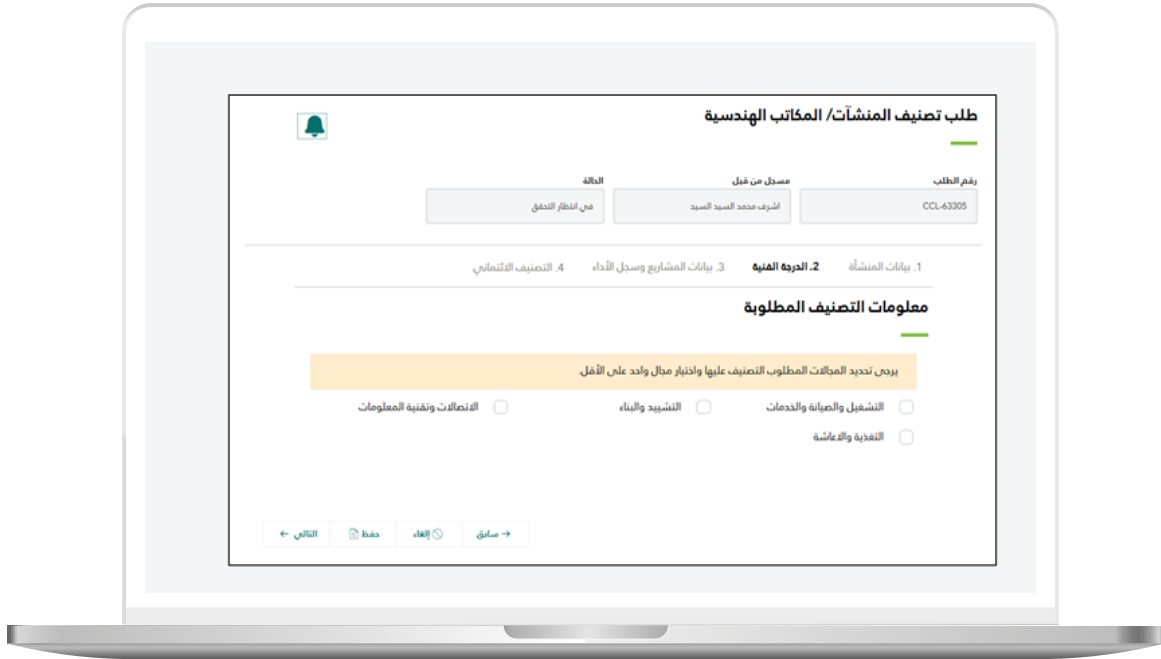 طلب تصنيف المنشآت/ المكاتب الهندسية
رقم الطلب
مسجل من قبل
الحالة
CCL-63305
اشرف محمد السيد السيد
في انتظار التحقق
1. بيانات المنشأة
2. الدرجة الفنية
3. بيانات المشاريع وسجل الأداء
4. التصنيف الائتماني
معلومات التصنيف المطلوبة
يرجى تحديد المجالات المطلوب التصنيف عليها واختيار مجال واحد على الأقل.
التشغيل والصيانة والخدمات
التشييد والبناء
الاتصالات وتقنية المعلومات
التغذية والاعاشة
→ سابق
إلغاء
حفظ
التالي ←